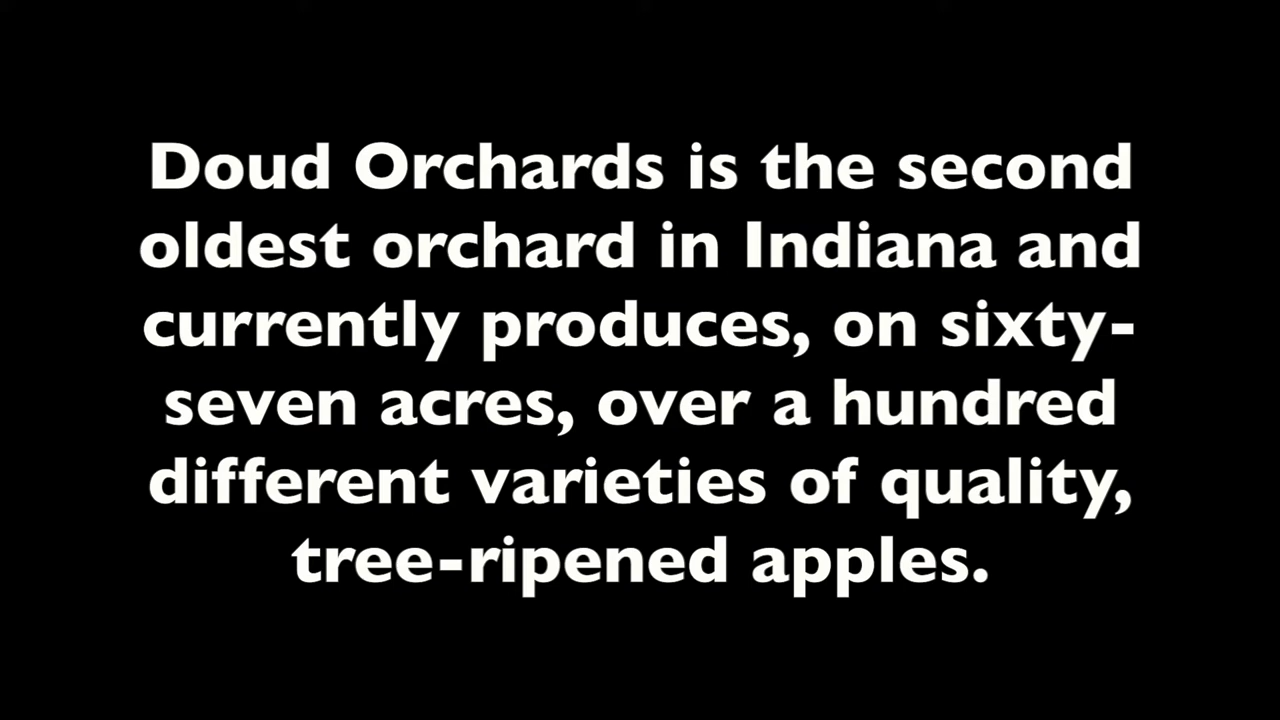 Doud Orchards is the second
oldest orchard in Indiana and
currently produces, on sixty-
seven acres, over a hundred
different varieties of quality,
tree-ripened apples.